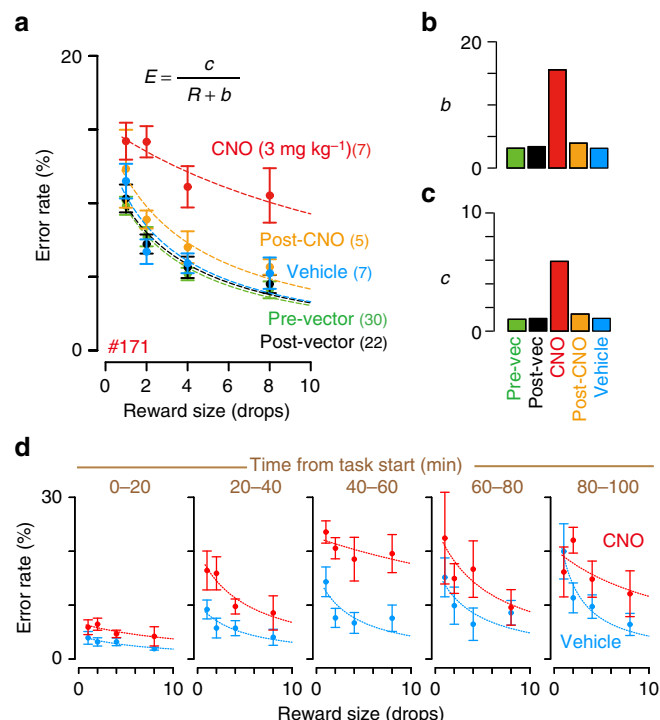 a
20
E = c / R + b
CNO (3 mg kg⁻¹)(7)
Post-CNO (5)
Vehicle (7)
Pre-vector (30)
Post-vector (22)
#171
Error rate (%)
0
0 2 4 6 8 10
Reward size (drops)
b
20
b
0
c
10
c
0
Pre-vec
Post-vec
CNO
Post-CNO
Vehicle
d
Time from task start (min)
0–20 20–40 40–60 60–80 80–100
30
Error rate (%)
0
CNO
Vehicle
0 10 0 10 0 10 0 10 0 10
Reward size (drops)